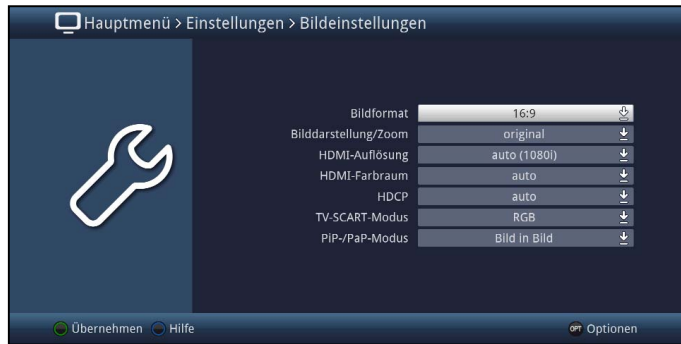 Hauptmenü > Einstellungen > Bildeinstellungen
Bildformat 16:9
Bilddarstellung/Zoom original
HDMI-Auflösung auto (1080i)
HDMI-Farbraum auto
HDCP auto
TV-SCART-Modus RGB
PiP-/PaP-Modus Bild in Bild
Übernehmen Hilfe OPT Optionen